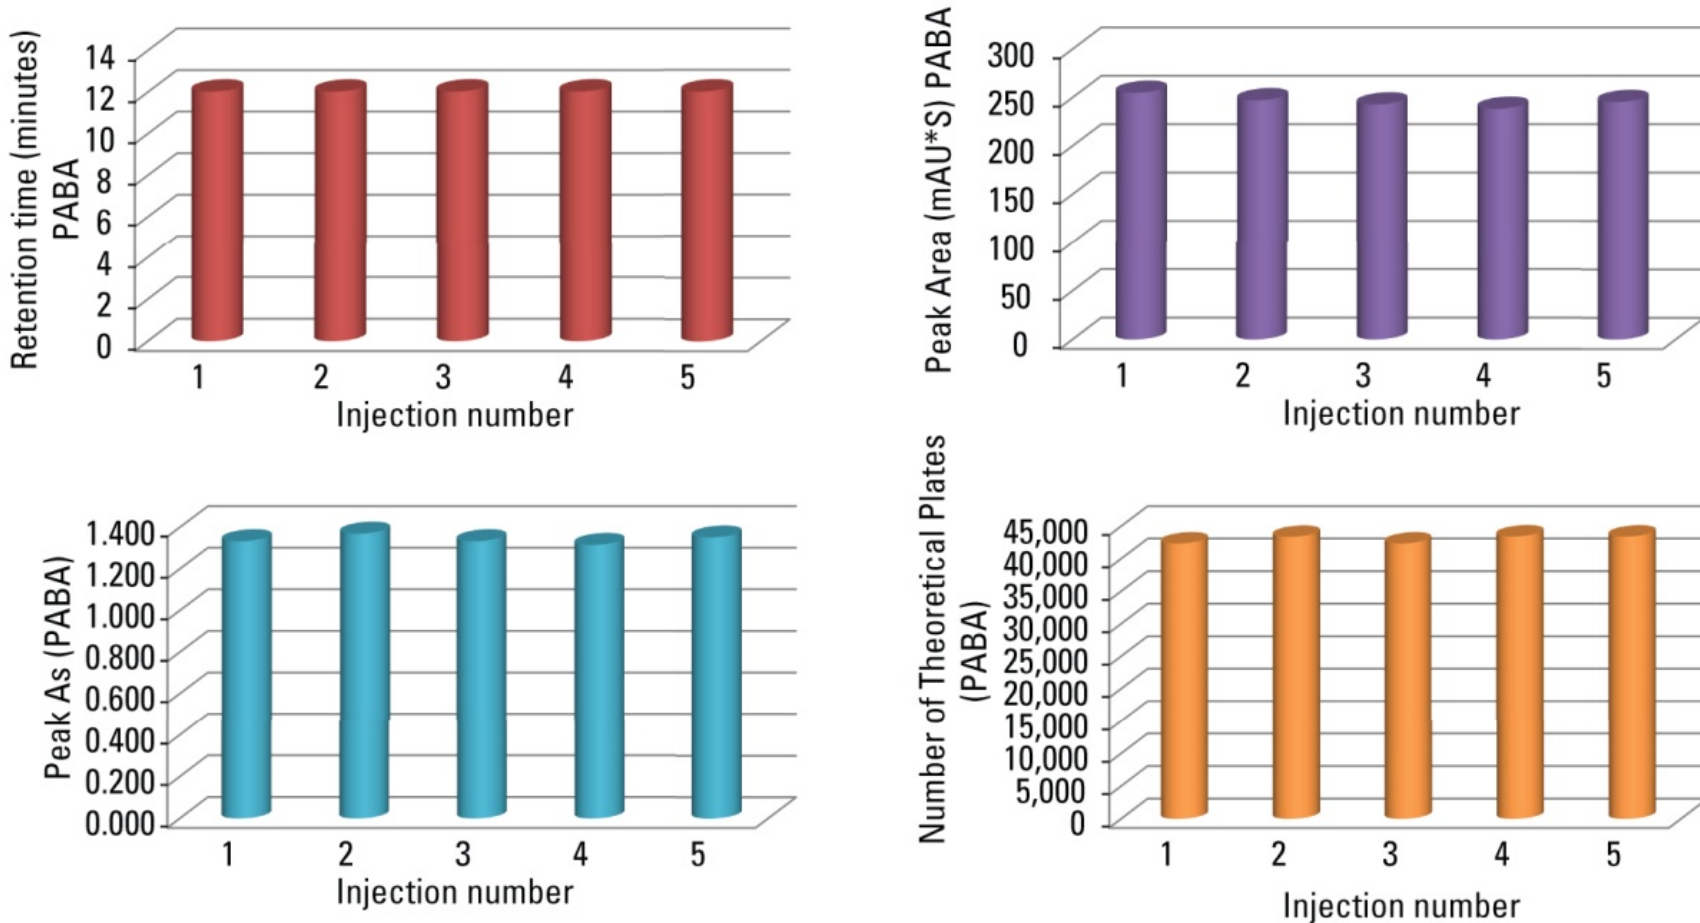 Retention time (minutes)
PABA
14
12
10
8
6
4
2
0
1 2 3 4 5
Injection number
Peak Area (mAU*S) PABA
300
250
200
150
100
50
0
1 2 3 4 5
Injection number
Peak As (PABA)
1.400
1.200
1.000
0.800
0.600
0.400
0.200
0.000
1 2 3 4 5
Injection number
Number of Theoretical Plates
(PABA)
45,000
40,000
35,000
30,000
25,000
20,000
15,000
10,000
5,000
0
1 2 3 4 5
Injection number